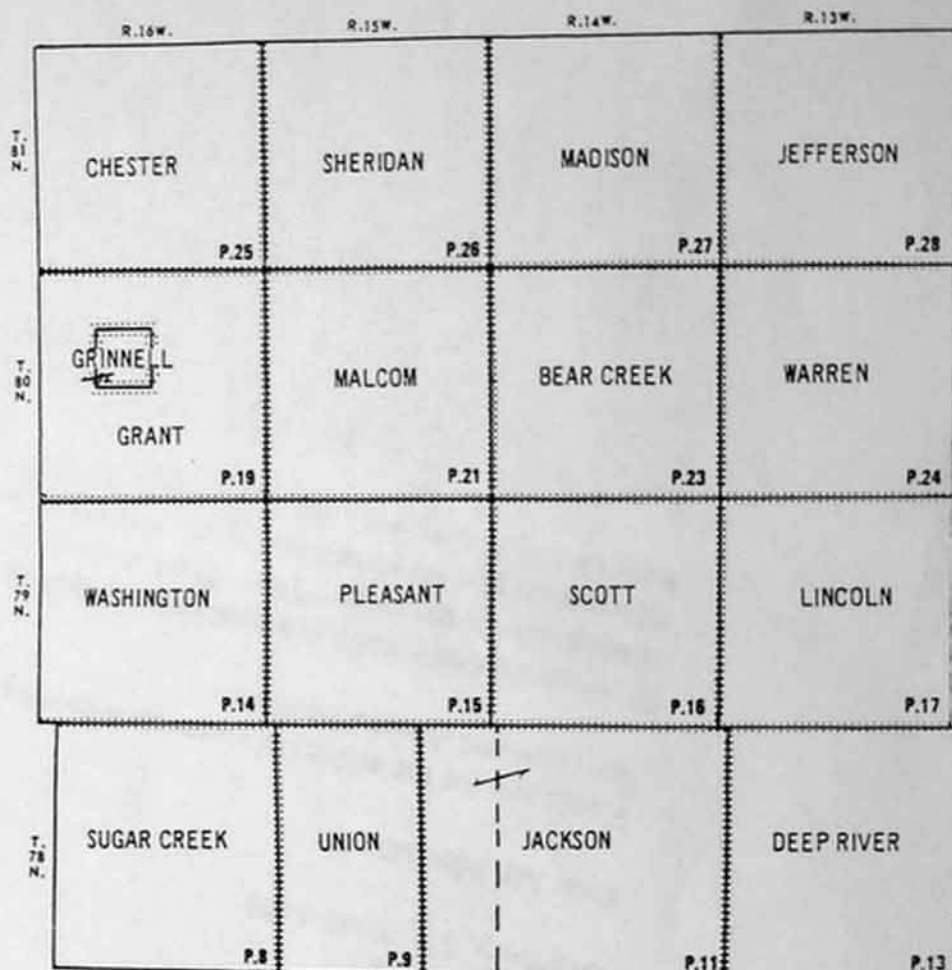 R.16W. R.15W. R.14W. R.13W.
T.
81
N.
CHESTER SHERIDAN MADISON JEFFERSON
P.25 P.26 P.27 P.28
T.
80
N.
GRINNELL MALCOM BEAR CREEK WARREN
GRANT
P.19 P.21 P.23 P.24
T.
79
N.
WASHINGTON PLEASANT SCOTT LINCOLN
P.14 P.15 P.16 P.17
T.
78
N.
SUGAR CREEK UNION JACKSON DEEP RIVER
P.8 P.9 P.11 P.13